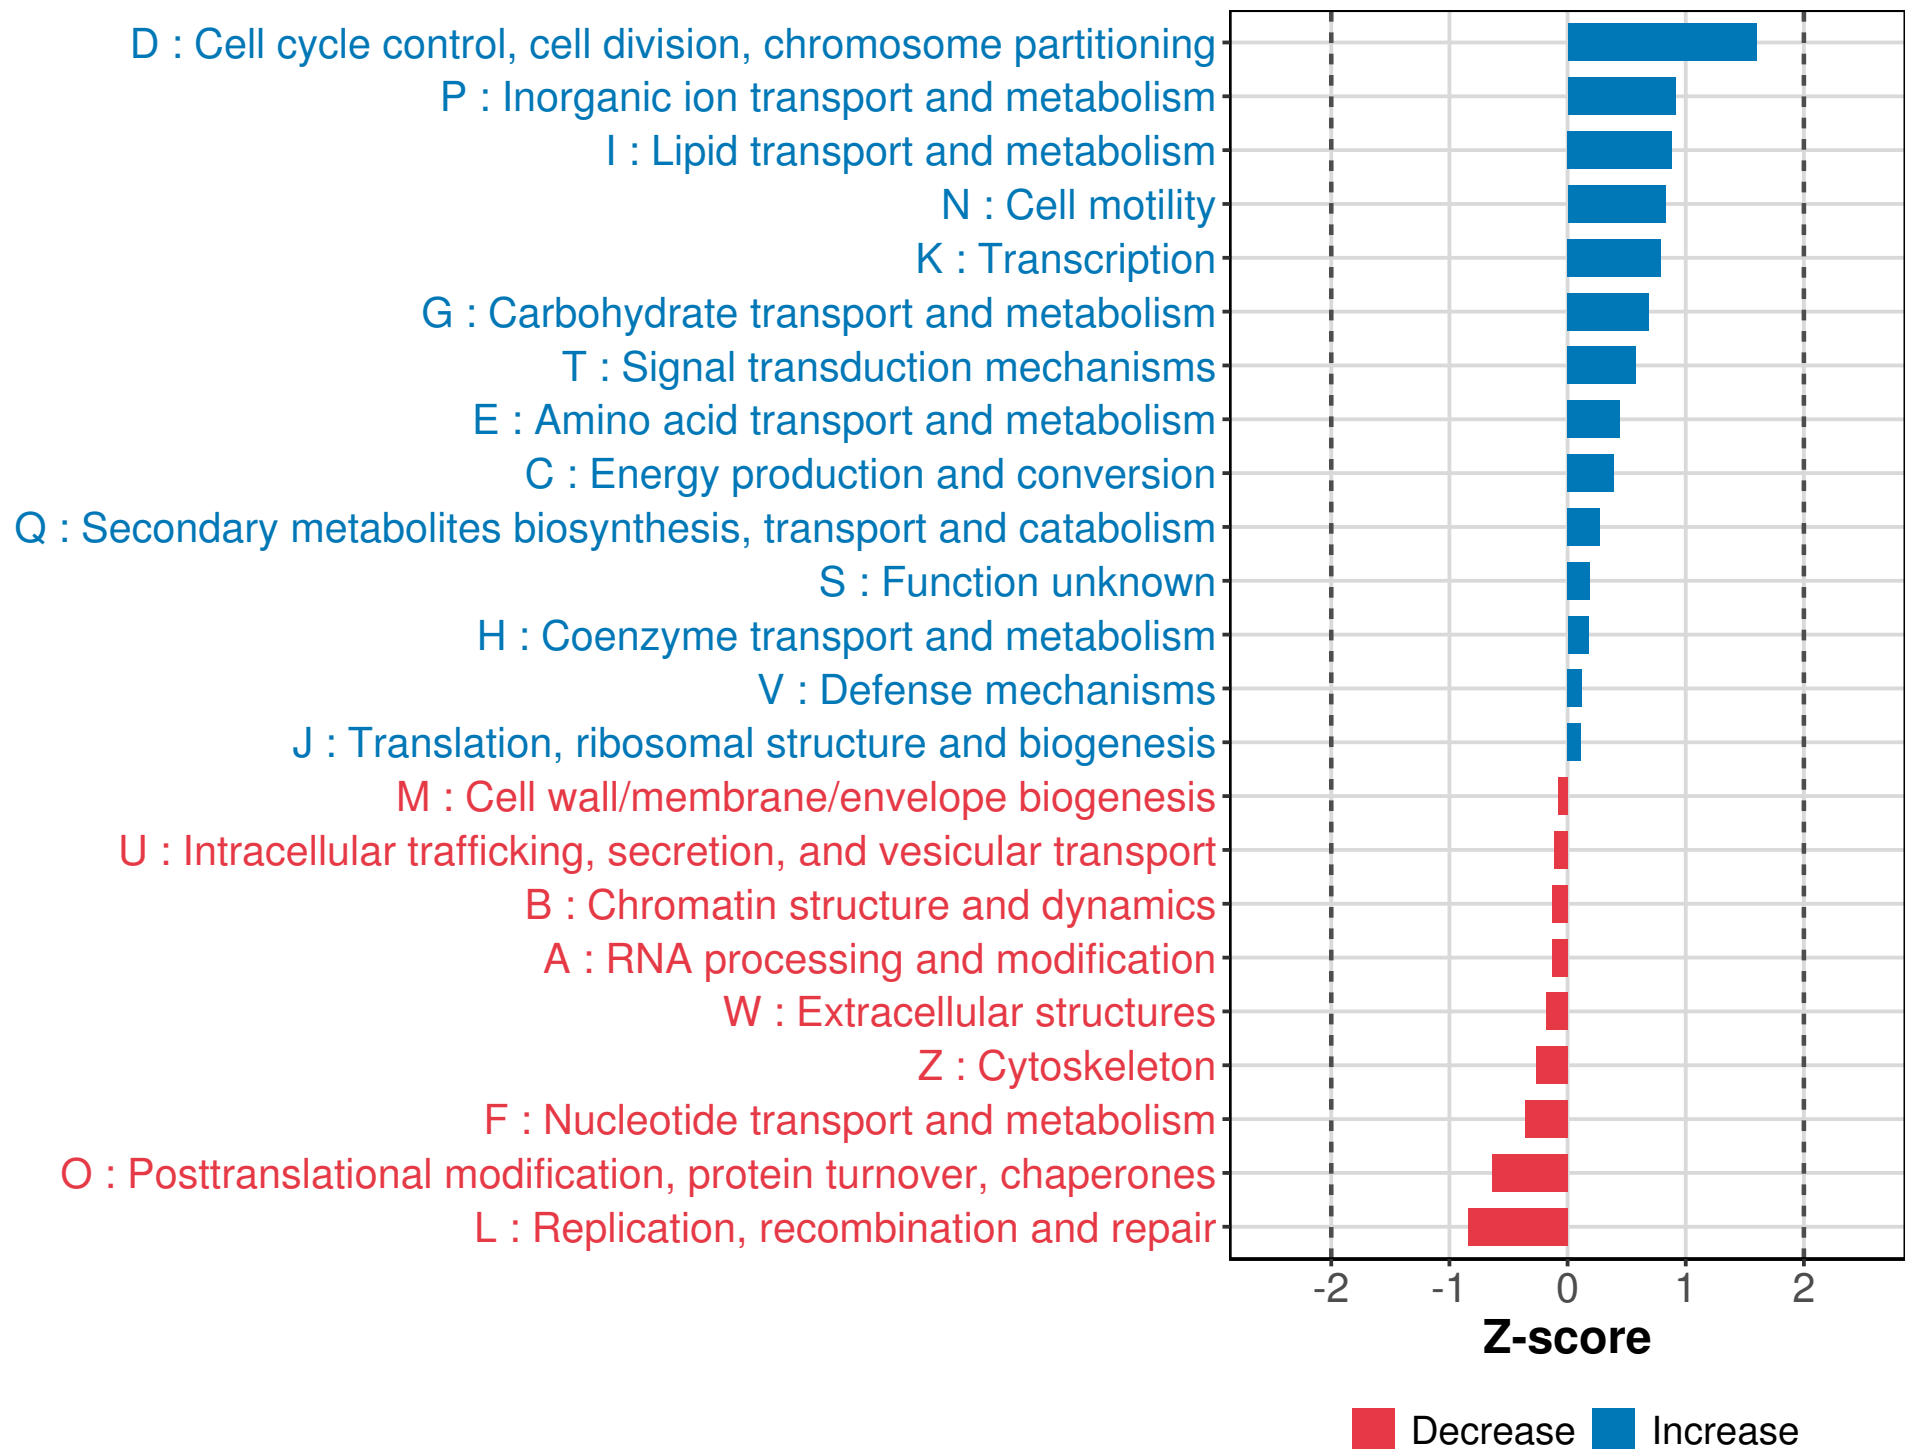 D : Cell cycle control, cell division, chromosome partitioning
P : Inorganic ion transport and metabolism
I : Lipid transport and metabolism
N : Cell motility
K : Transcription
G : Carbohydrate transport and metabolism
T : Signal transduction mechanisms
E : Amino acid transport and metabolism
C : Energy production and conversion
Q : Secondary metabolites biosynthesis, transport and catabolism
S : Function unknown
H : Coenzyme transport and metabolism
V : Defense mechanisms
J : Translation, ribosomal structure and biogenesis
M : Cell wall/membrane/envelope biogenesis
U : Intracellular trafficking, secretion, and vesicular transport
B : Chromatin structure and dynamics
A : RNA processing and modification
W : Extracellular structures
Z : Cytoskeleton
F : Nucleotide transport and metabolism
O : Posttranslational modification, protein turnover, chaperones
L : Replication, recombination and repair
-2 -1 0 1 2
Z-score
Decrease Increase